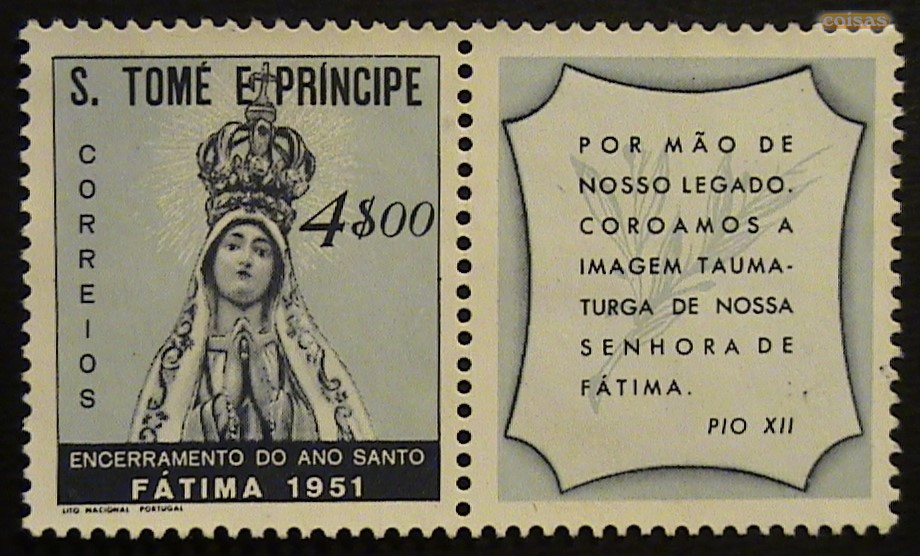 coisas
S. TOMÉ E PRÍNCIPE
CORREIOS
4$00
ENCERRAMENTO DO ANO SANTO
FÁTIMA 1951
LITO NACIONAL PORTUGAL
POR MÃO DE
NOSSO LEGADO.
COROAMOS A
IMAGEM TAUMA-
TURGA DE NOSSA
SENHORA DE
FÁTIMA.
PIO XII